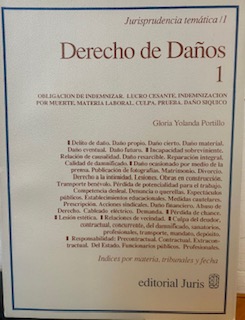 Jurisprudencia temática/1
Derecho de Daños
1
OBLIGACION DE INDEMNIZAR. LUCRO CESANTE, INDEMNIZACION
POR MUERTE. MATERIA LABORAL, CULPA. PRUEBA. DAÑO SIQUICO
Gloria Yolanda Portillo
Delito de daño. Daño propio. Daño cierto. Daño material.
Daño eventual. Daño futuro. Incapacidad sobreviniente.
Relación de causalidad. Daño resarcible. Reparación integral.
Calidad de damnificado. Daño ocasionado por medio de la
prensa. Publicación de fotografías. Matrimonio. Divorcio.
Derecho a la intimidad. Lesiones. Obras en construcción.
Transporte benévolo. Pérdida de potencialidad para el trabajo.
Competencia desleal. Denuncia o querellas. Espectáculos
públicos. Establecimientos educacionales. Medidas cautelares.
Prescripción. Acciones sindicales. Daño financiero. Abuso de
Derecho. Cableado eléctrico. Demanda. Pérdida de chance.
Lesión estética. Relaciones de vecindad. Culpa del deudor,
contractual, concurrente, del damnificado, sanatorios,
profesionales, transporte, mandato, depósito.
Responsabilidad: Precontractual. Contractual. Extracon-
tractual. Del Estado. Funcionarios públicos. Profesionales.
Indices por materia, tribunales y fecha
editorial Juris